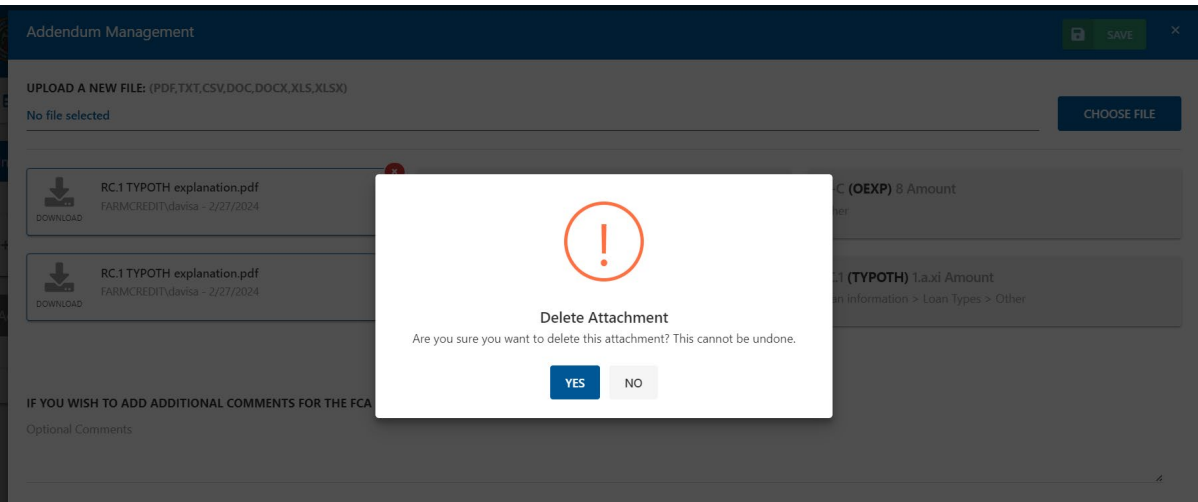 Addendum Management
SAVE
×
UPLOAD A NEW FILE: (PDF,TXT,CSV,DOC,DOCX,XLS,XLSX)
No file selected
CHOOSE FILE
RC.1 TYPOTH explanation.pdf
FARMCREDIT\davisa - 2/27/2024
DOWNLOAD
-C (OEXP) 8 Amount
her
RC.1 TYPOTH explanation.pdf
FARMCREDIT\davisa - 2/27/2024
DOWNLOAD
(TYPOTH) 1.a.xi Amount
an information > Loan Types > Other
!
Delete Attachment
Are you sure you want to delete this attachment? This cannot be undone.
YES
NO
IF YOU WISH TO ADD ADDITIONAL COMMENTS FOR THE FCA
Optional Comments